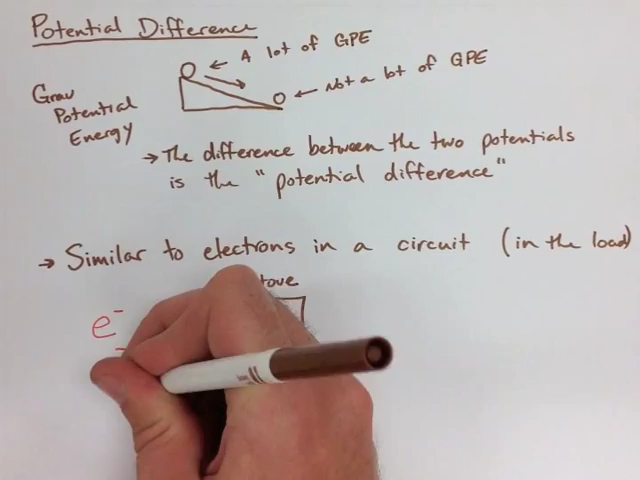 Potential Difference
A lot of GPE
Not a lot of GPE
Grav
Potential
Energy
→ The difference between the two potentials
is the "potential difference"
→ Similar to electrons in a circuit (in the load)
e⁻